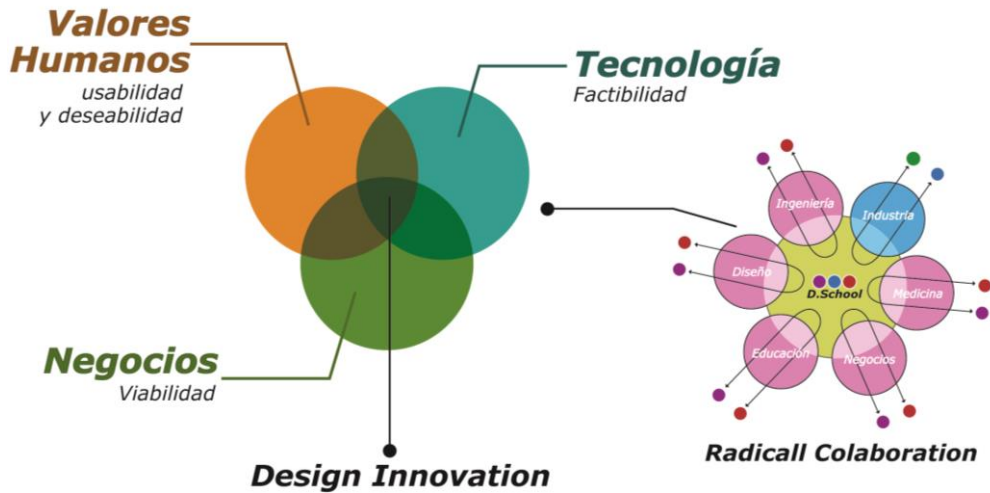 Valores
Humanos
usabilidad
y deseabilidad
Tecnología
Factibilidad
Negocios
Viabilidad
Design Innovation
Ingeniería
Industria
Diseño
D.School
Medicina
Educación
Negocios
Radicall Colaboration